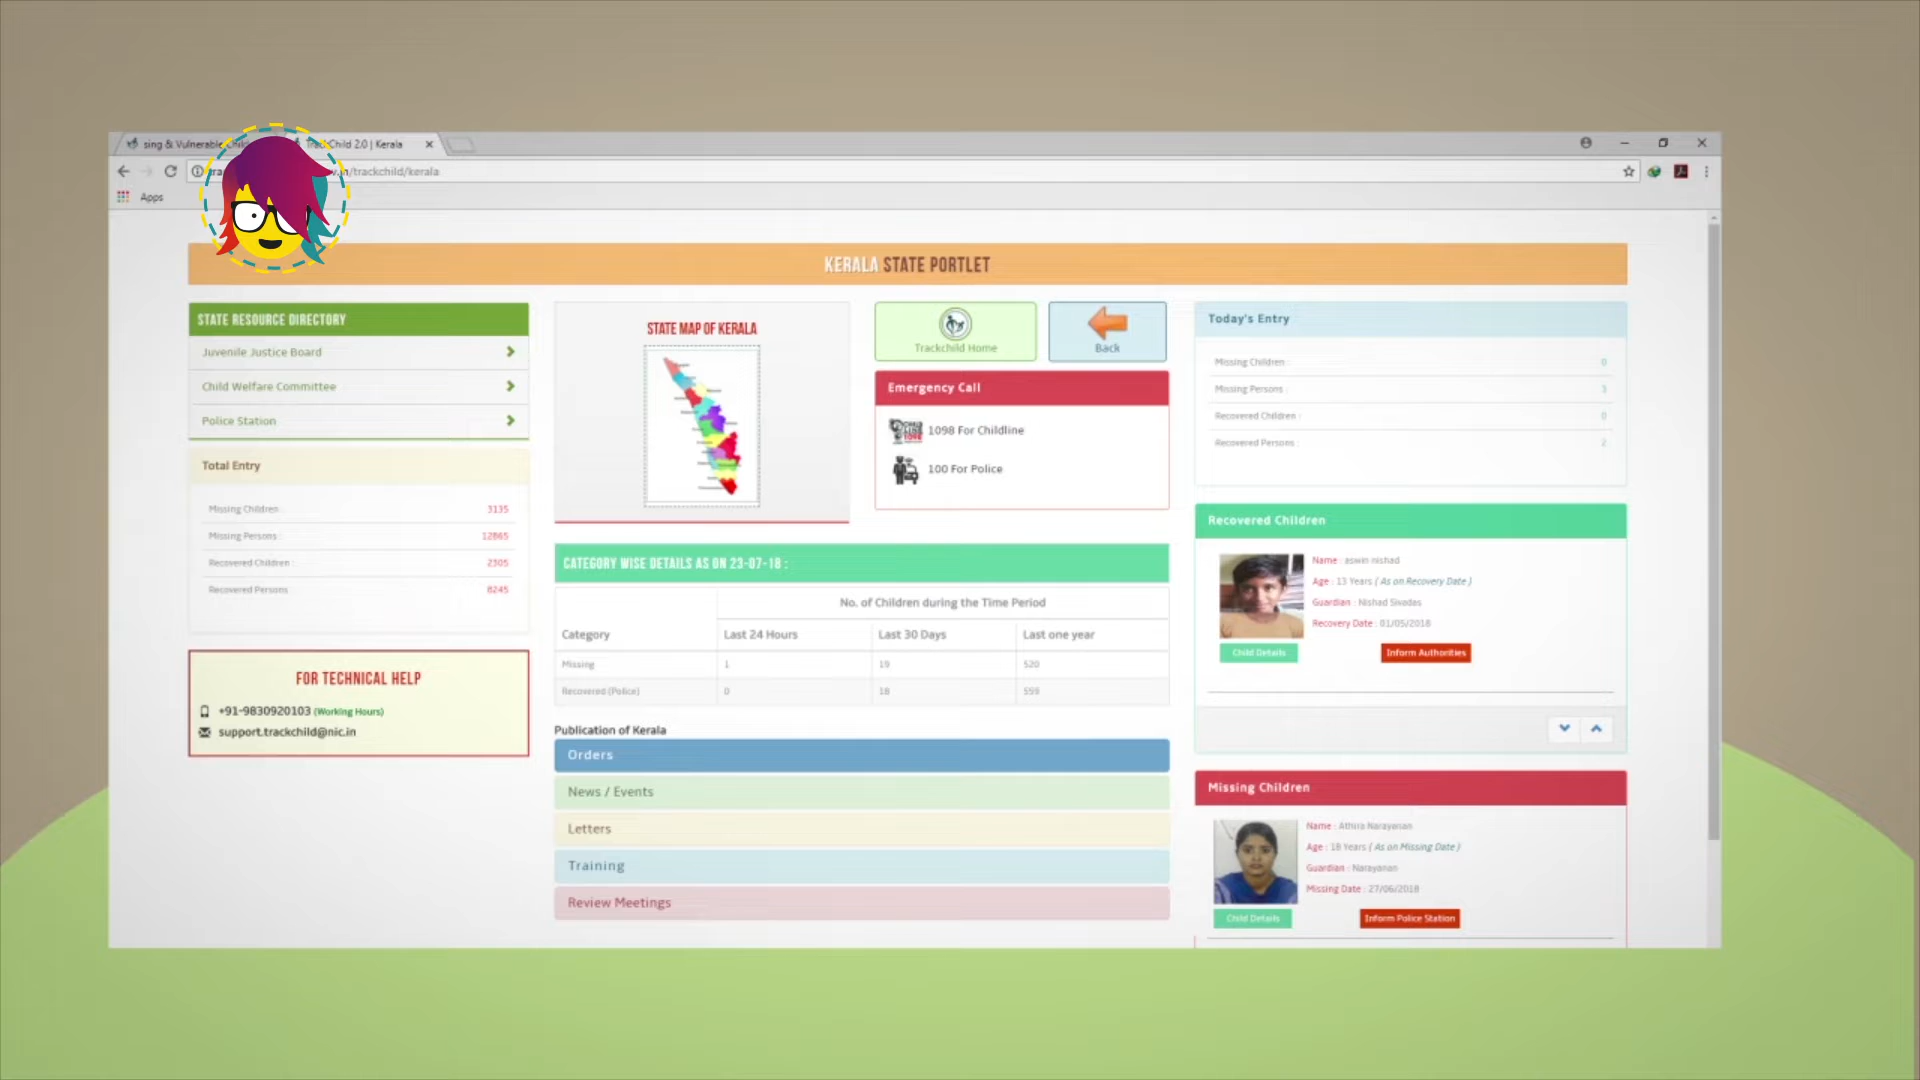 sing & Vulnerable Child
Track Child 2.0 | Kerala
/trackchild/kerala
Apps
KERALA STATE PORTLET
STATE RESOURCE DIRECTORY
Juvenile Justice Board
Child Welfare Committee
Police Station
Total Entry
Missing Children : 3135
Missing Persons : 12865
Recovered Children : 2305
Recovered Persons 8245
FOR TECHNICAL HELP
+91-9830920103 (Working Hours)
support.trackchild@nic.in
STATE MAP OF KERALA
Trackchild Home
Back
Emergency Call
1098 For Childline
100 For Police
CATEGORY WISE DETAILS AS ON 23-07-18 :
No. of Children during the Time Period
Category Last 24 Hours Last 30 Days Last one year
Missing 1 19 520
Recovered (Police) 0 18 559
Publication of Kerala
Orders
News / Events
Letters
Training
Review Meetings
Today's Entry
Missing Children : 0
Missing Persons : 3
Recovered Children : 0
Recovered Persons : 2
Recovered Children
Name : aswin nishad
Age : 13 Years ( As on Recovery Date )
Guardian : Nishad Sivadas
Recovery Date : 01/05/2018
Child Details
Inform Authorities
Missing Children
Name : Athira Narayanan
Age : 18 Years ( As on Missing Date )
Guardian : Narayanan
Missing Date : 27/06/2018
Child Details
Inform Police Station